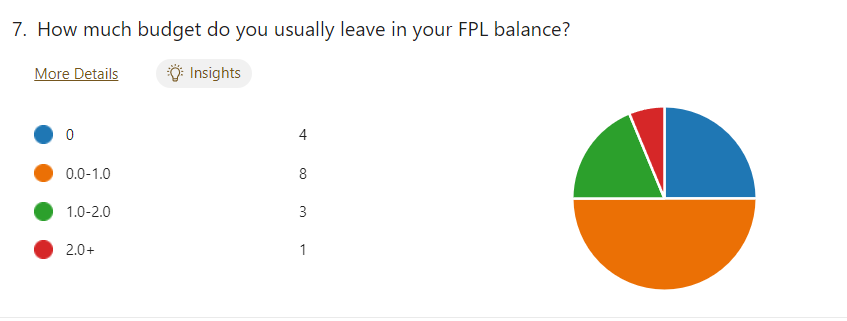 7. How much budget do you usually leave in your FPL balance?
More Details
Insights
0 4
0.0-1.0 8
1.0-2.0 3
2.0+ 1